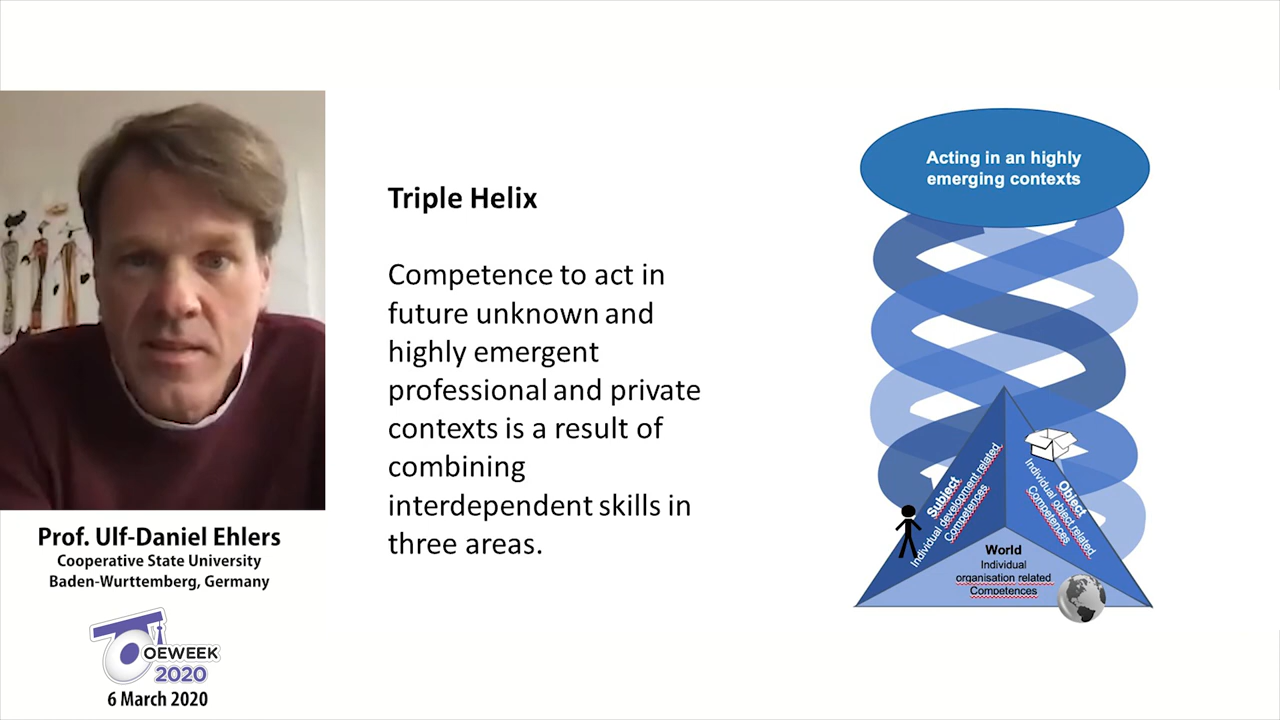 Triple Helix
Competence to act in
future unknown and
highly emergent
professional and private
contexts is a result of
combining
interdependent skills in
three areas.
Acting in an highly
emerging contexts
Subject
Individual development related
Competences
Object
Individual object related
Competences
World
Individual
organisation related
Competences
Prof. Ulf-Daniel Ehlers
Cooperative State University
Baden-Wurttemberg, Germany
OEWEEK
2020
6 March 2020